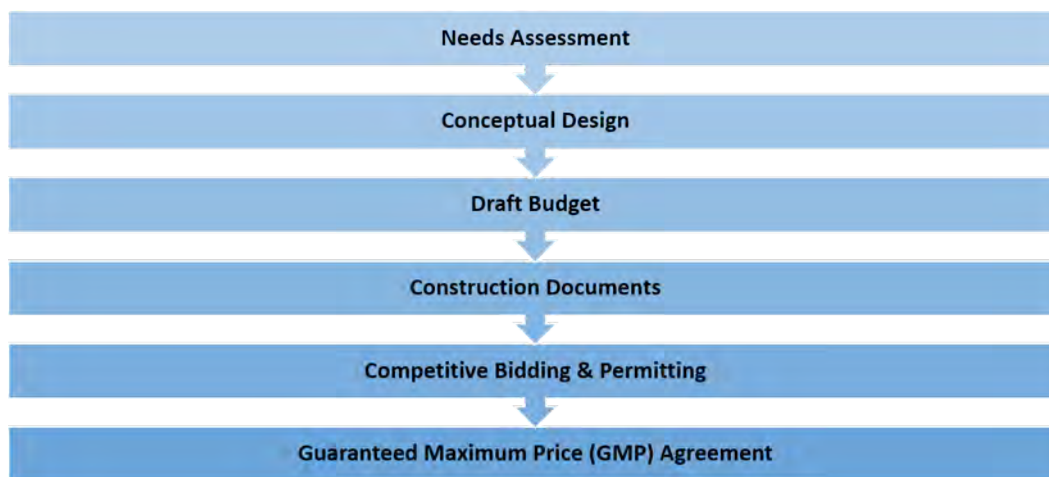 Needs Assessment
Conceptual Design
Draft Budget
Construction Documents
Competitive Bidding & Permitting
Guaranteed Maximum Price (GMP) Agreement